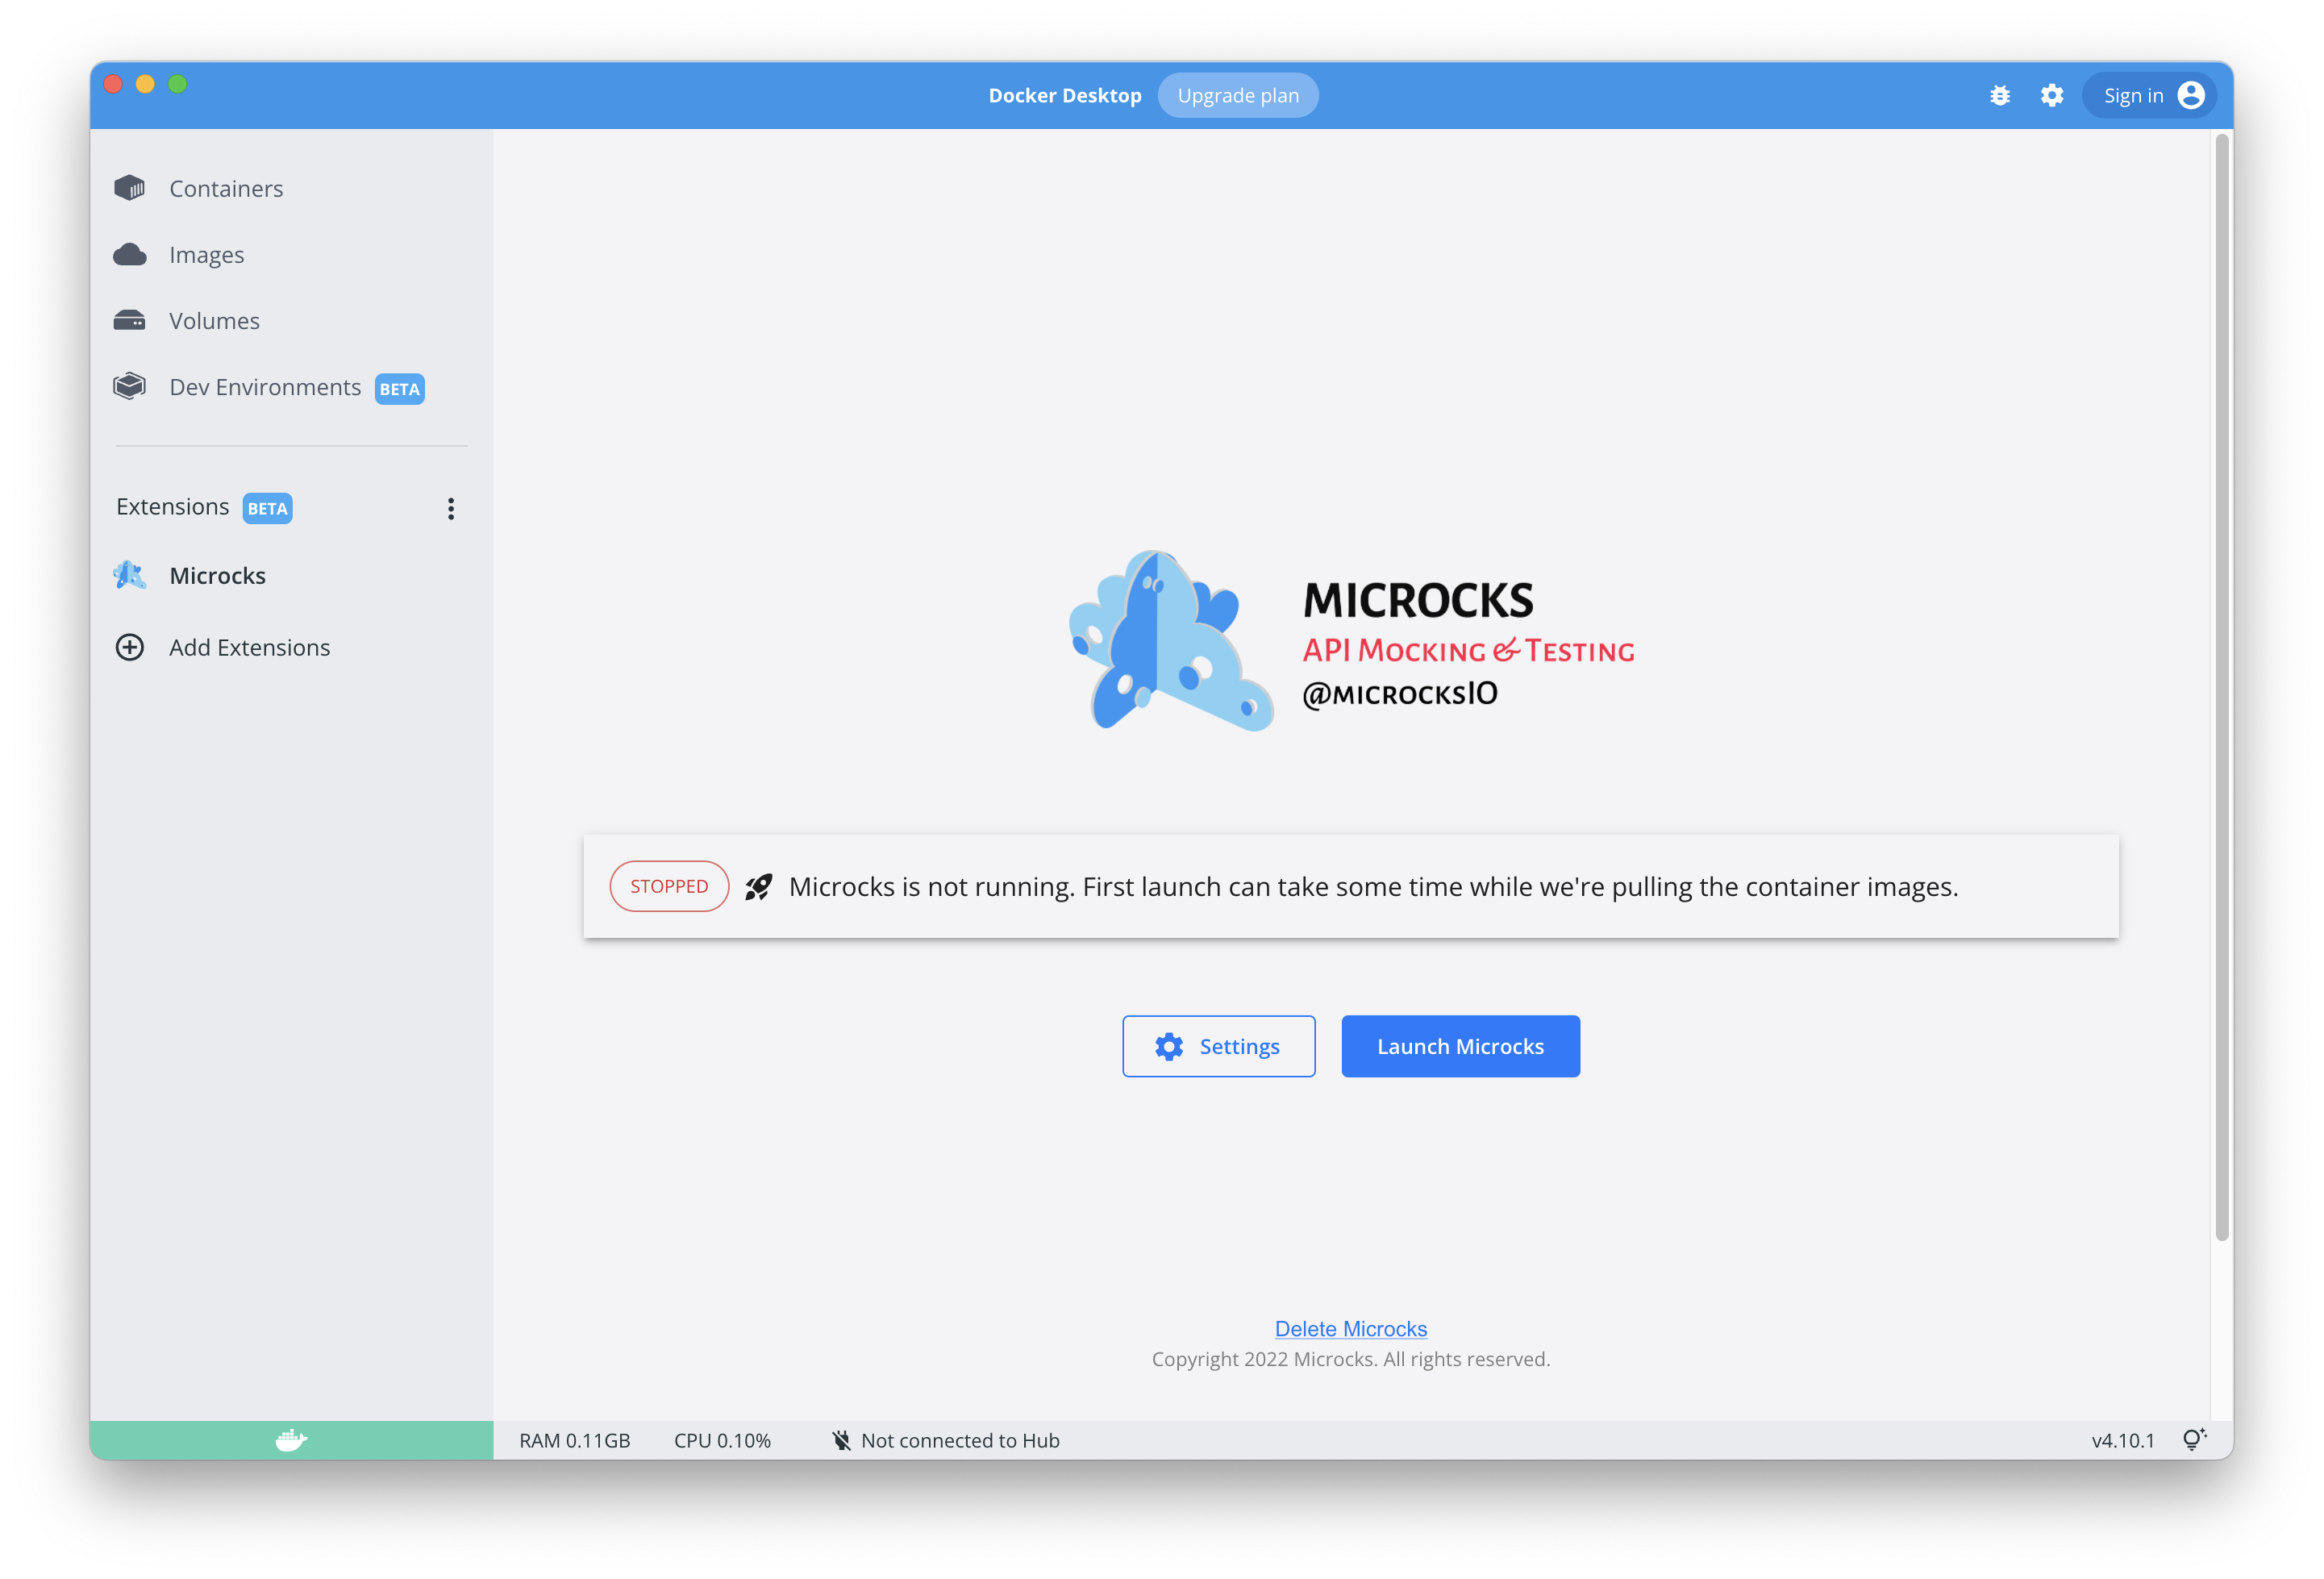 Docker Desktop Upgrade plan Sign in
Containers
Images
Volumes
Dev Environments BETA
Extensions BETA
Microcks
Add Extensions
MICROCKS
API MOCKING & TESTING
@MICROCKSIO
STOPPED Microcks is not running. First launch can take some time while we're pulling the container images.
Settings Launch Microcks
Delete Microcks
Copyright 2022 Microcks. All rights reserved.
RAM 0.11GB CPU 0.10% Not connected to Hub v4.10.1